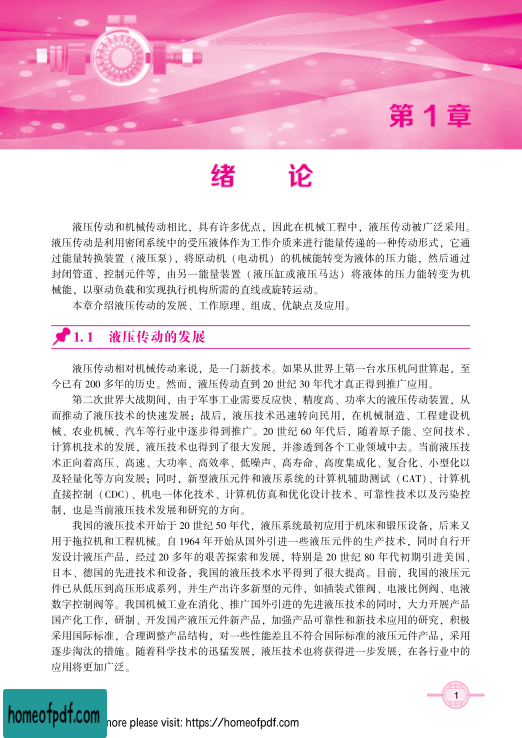 第1章
绪 论
液压传动和机械传动相比，具有许多优点，因此在机械工程中，液压传动被广泛采用。
液压传动是利用密闭系统中的受压液体作为工作介质来进行能量传递的一种传动形式，它通
过能量转换装置（液压泵），将原动机（电动机）的机械能转变为液体的压力能，然后通过
封闭管道、控制元件等，由另一能量装置（液压缸或液压马达）将液体的压力能转变为机
械能，以驱动负载和实现执行机构所需的直线或旋转运动。
本章介绍液压传动的发展、工作原理、组成、优缺点及应用。
1.1 液压传动的发展
液压传动相对机械传动来说，是一门新技术。如果从世界上第一台水压机问世算起，至
今已有 200 多年的历史。然而，液压传动直到 20 世纪 30 年代才真正得到推广应用。
第二次世界大战期间，由于军事工业需要反应快、精度高、功率大的液压传动装置，从
而推动了液压技术的快速发展；战后，液压技术迅速转向民用，在机械制造、工程建设机
械、农业机械、汽车等行业中逐步得到推广。20 世纪 60 年代后，随着原子能、空间技术、
计算机技术的发展，液压技术也得到了很大发展，并渗透到各个工业领域中去。当前液压技
术正向着高压、高速、大功率、高效率、低噪声、高寿命、高度集成化、复合化、小型化以
及轻量化等方向发展；同时，新型液压元件和液压系统的计算机辅助测试（CAT）、计算机
直接控制（CDC）、机电一体化技术、计算机仿真和优化设计技术、可靠性技术以及污染控
制，也是当前液压技术发展和研究的方向。
我国的液压技术开始于 20 世纪 50 年代，液压系统最初应用于机床和锻压设备，后来又
用于拖拉机和工程机械。自 1964 年开始从国外引进一些液压元件的生产技术，同时自行开
发设计液压产品，经过 20 多年的艰苦探索和发展，特别是 20 世纪 80 年代初期引进美国、
日本、德国的先进技术和设备，我国的液压技术水平得到了很大提高。目前，我国的液压元
件已从低压到高压形成系列，并生产出许多新型的元件，如插装式锥阀、电液比例阀、电液
数字控制阀等。我国机械工业在消化、推广国外引进的先进液压技术的同时，大力开展产品
国产化工作，研制、开发国产液压元件新产品，加强产品可靠性和新技术应用的研究，积极
采用国际标准，合理调整产品结构，对一些性能差且不符合国际标准的液压元件产品，采用
逐步淘汰的措施。随着科学技术的迅猛发展，液压技术也将获得进一步发展，在各行业中的
应用将更加广泛。
1
homeofpdf.com
more please visit: https://homeofpdf.com